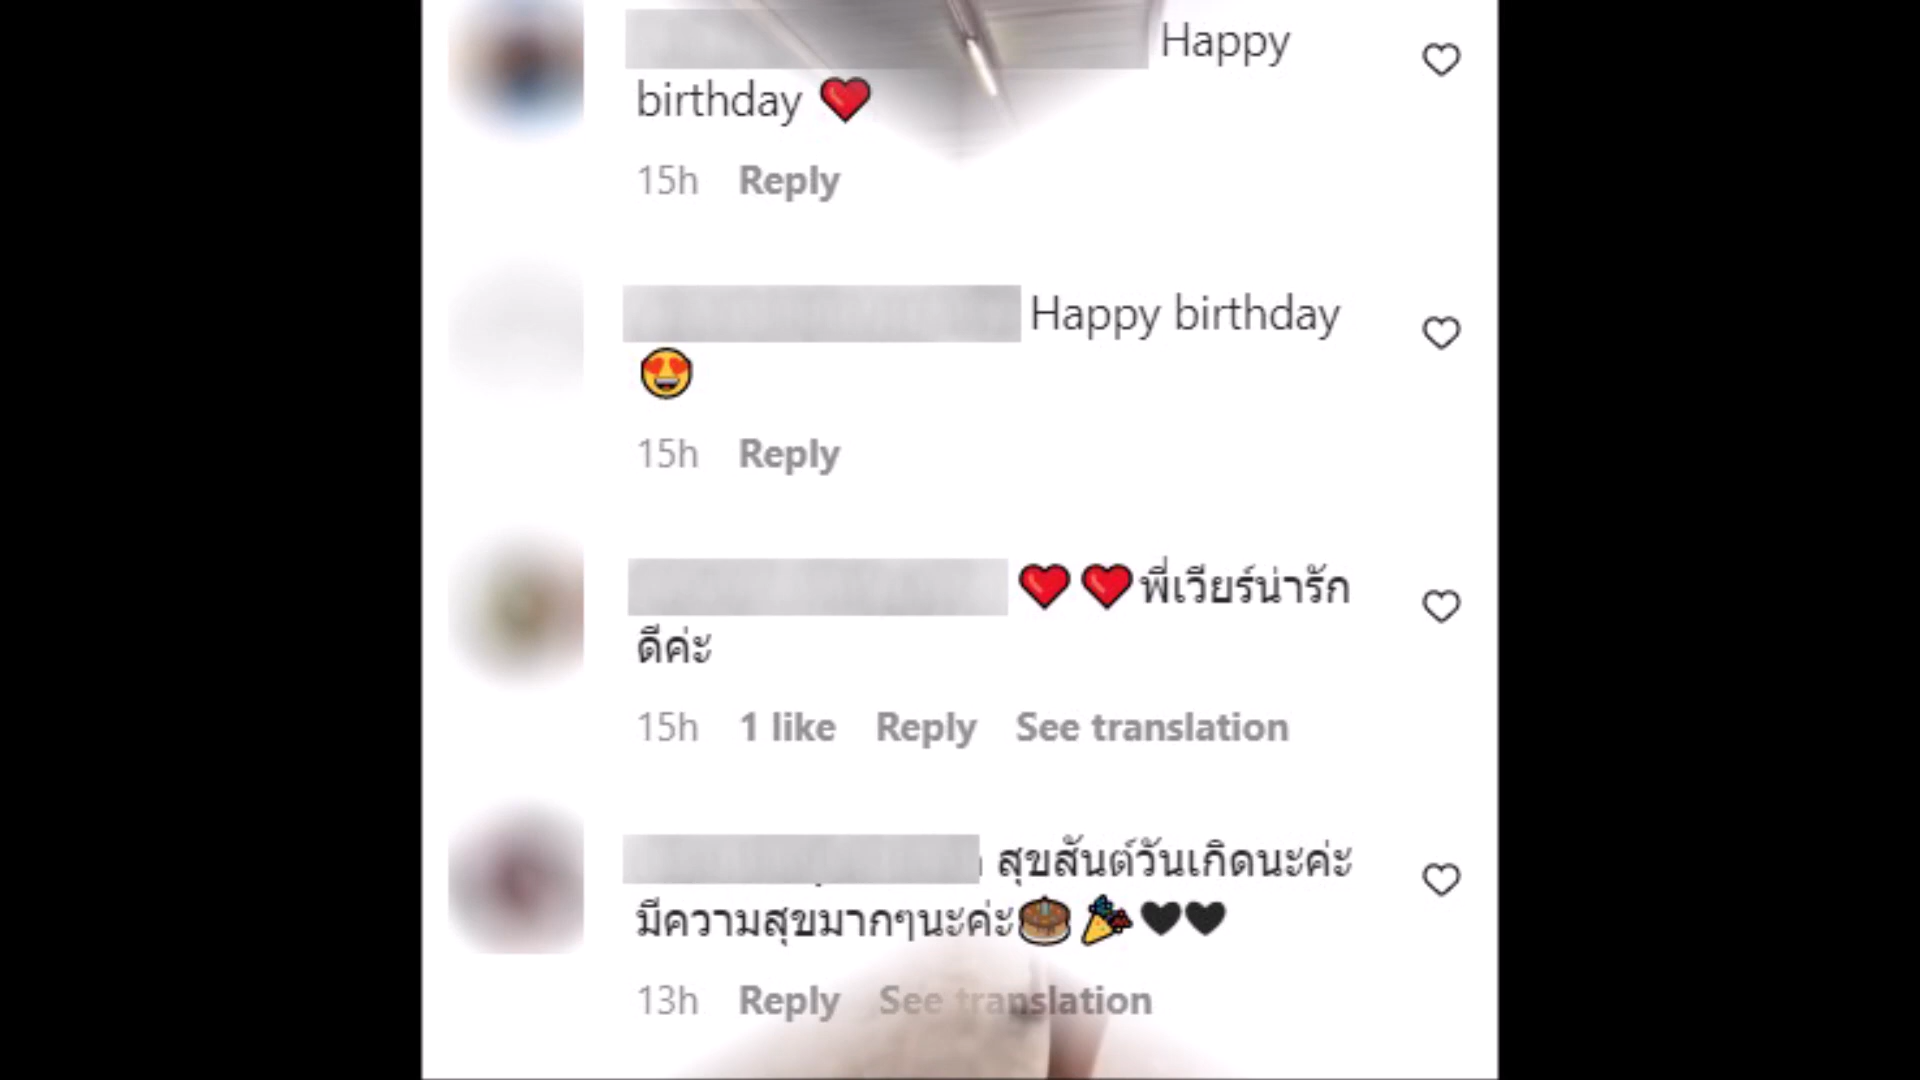 Happy
birthday ❤️
15h Reply
Happy birthday
😍
15h Reply
❤️❤️พี่เวียร์น่ารัก
ดีค่ะ
15h 1 like Reply See translation
สุขสันต์วันเกิดนะค่ะ
มีความสุขมากๆนะค่ะ🎂🎉🖤🖤
13h Reply See translation